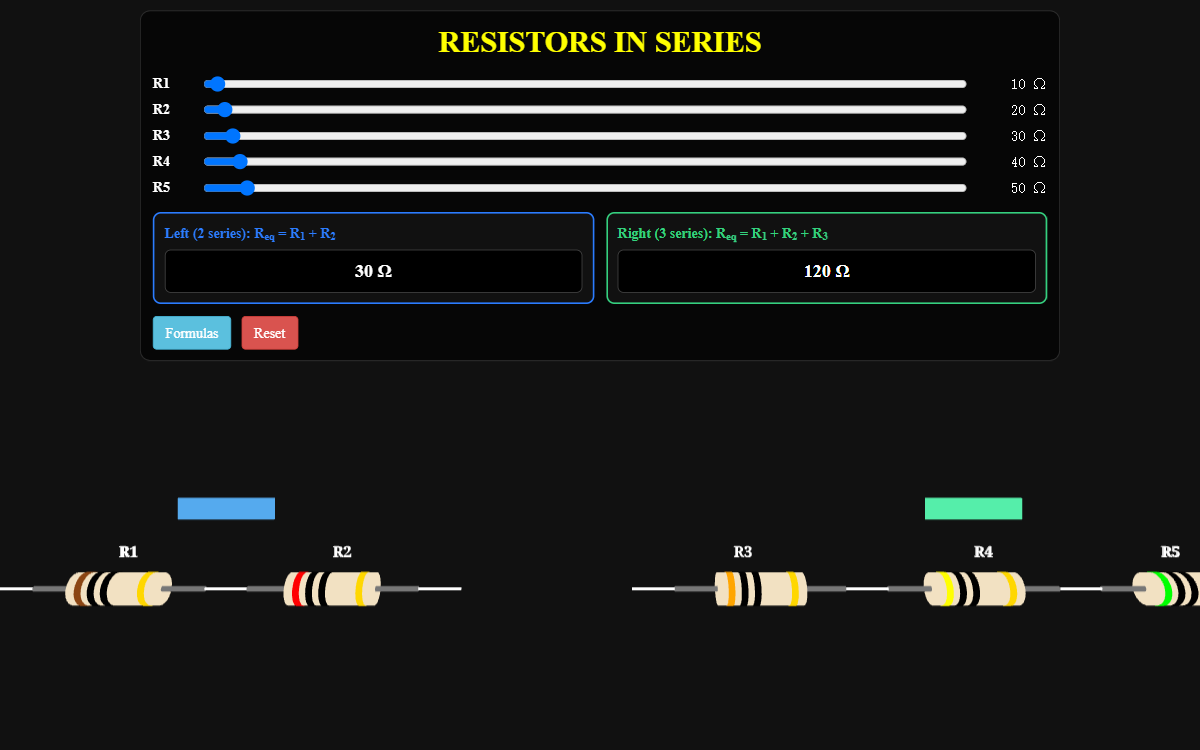 RESISTORS IN SERIES
R1 10 Ω
R2 20 Ω
R3 30 Ω
R4 40 Ω
R5 50 Ω
Left (2 series): Req = R1 + R2
30 Ω
Right (3 series): Req = R1 + R2 + R3
120 Ω
Formulas Reset
R1 R2 R3 R4 R5